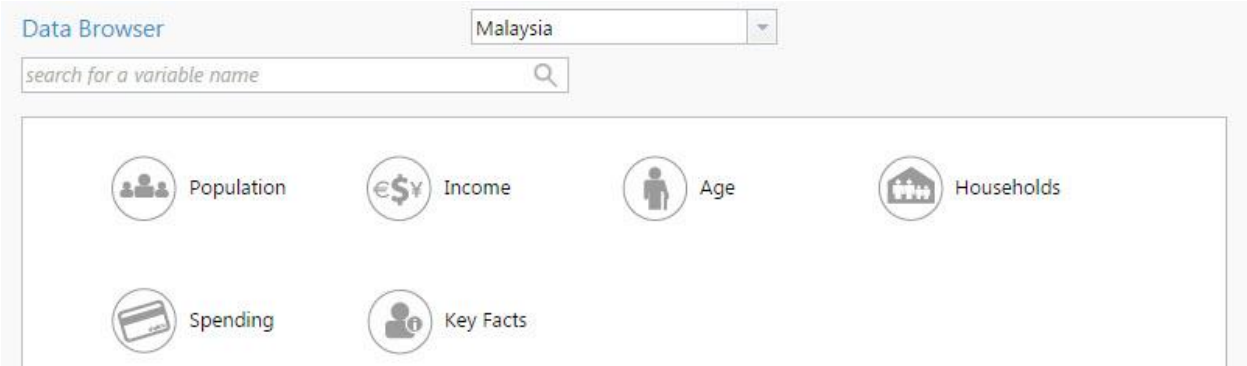 Data Browser
Malaysia
search for a variable name
Population
Income
Age
Households
Spending
Key Facts